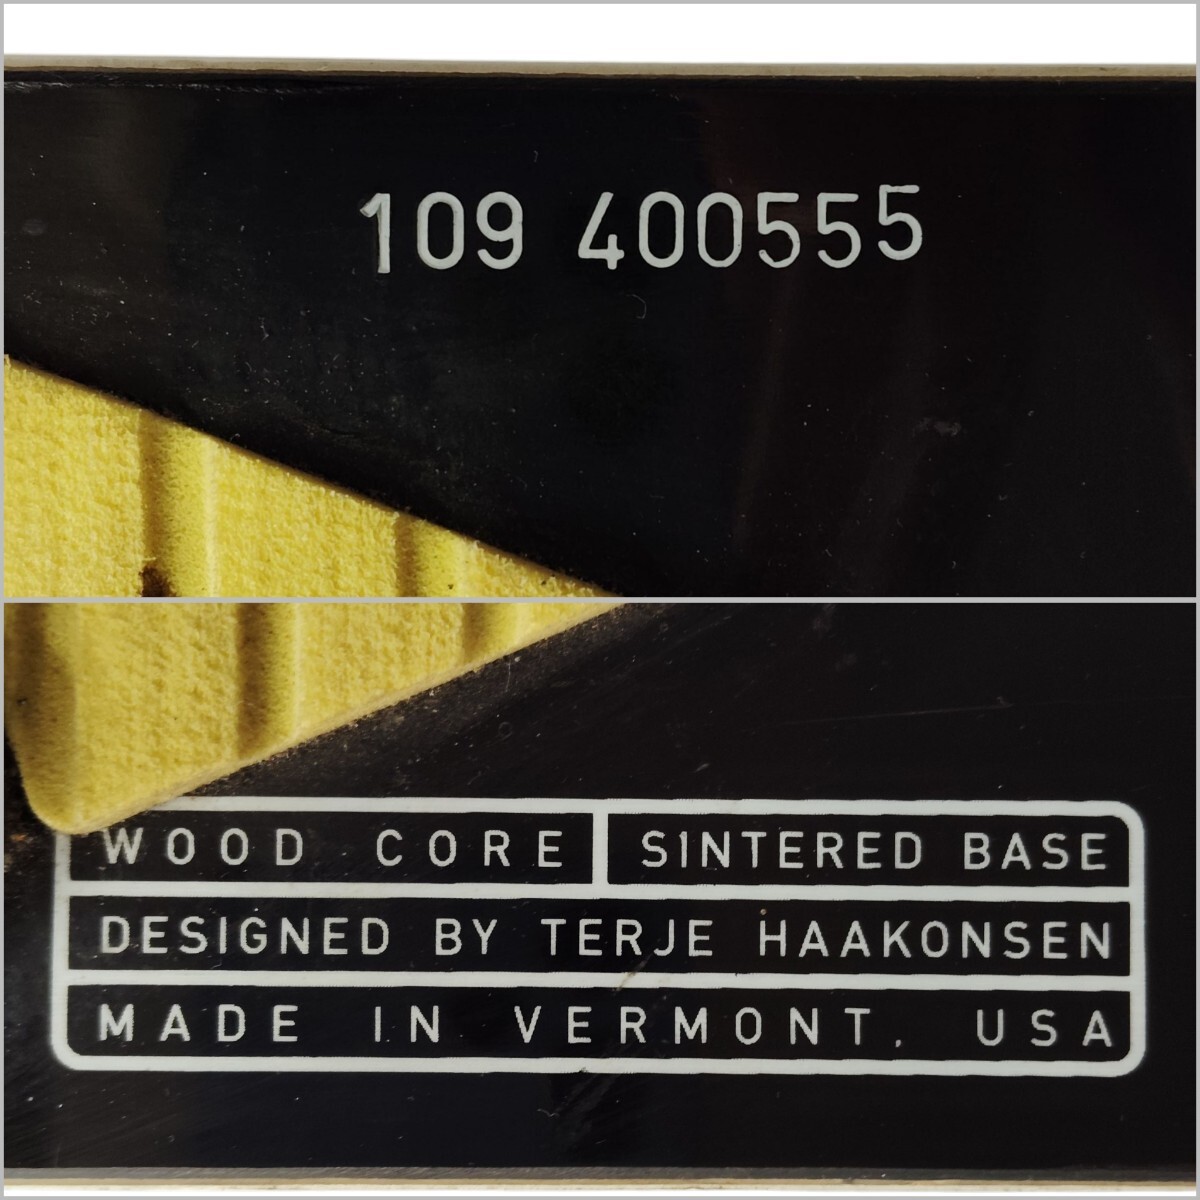 109 400555
WOOD CORE SINTERED BASE
DESIGNED BY TERJE HAAKONSEN
MADE IN VERMONT, USA